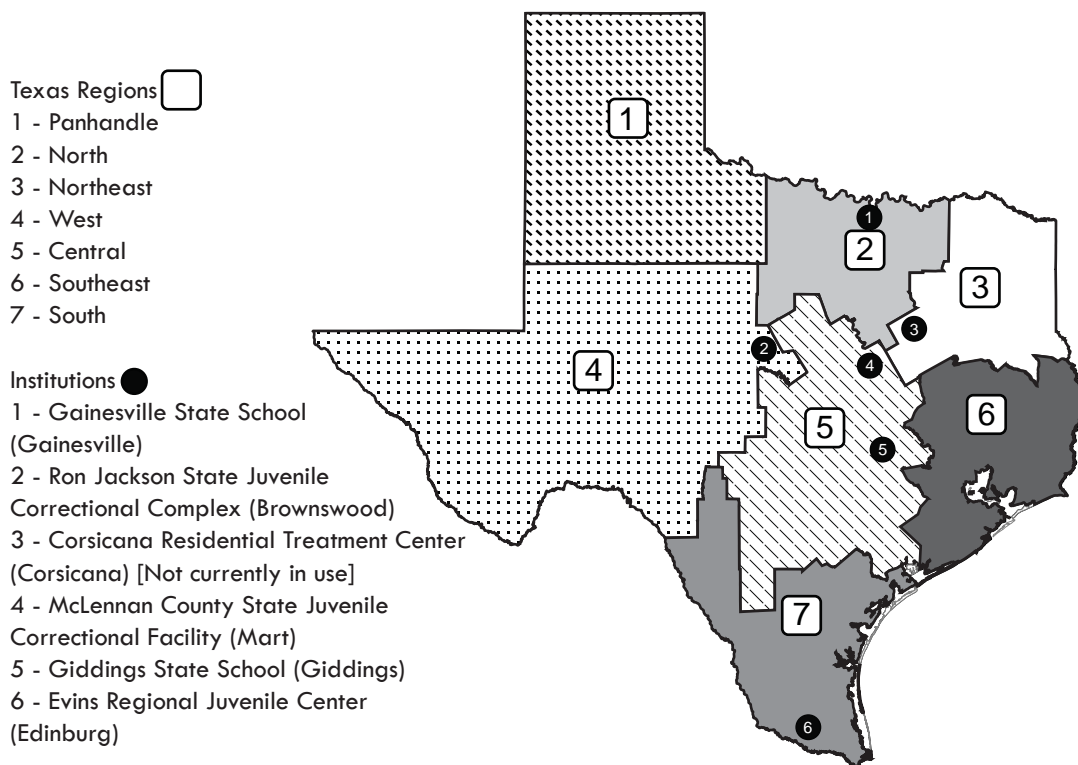 Texas Regions
1 - Panhandle
2 - North
3 - Northeast
4 - West
5 - Central
6 - Southeast
7 - South
Institutions
1 - Gainesville State School
(Gainesville)
2 - Ron Jackson State Juvenile
Correctional Complex (Brownswood)
3 - Corsicana Residential Treatment Center
(Corsicana) [Not currently in use]
4 - McLennan County State Juvenile
Correctional Facility (Mart)
5 - Giddings State School (Giddings)
6 - Evins Regional Juvenile Center
(Edinburg)
1
1
2
3
3
2
4
4
5
5
6
7
6